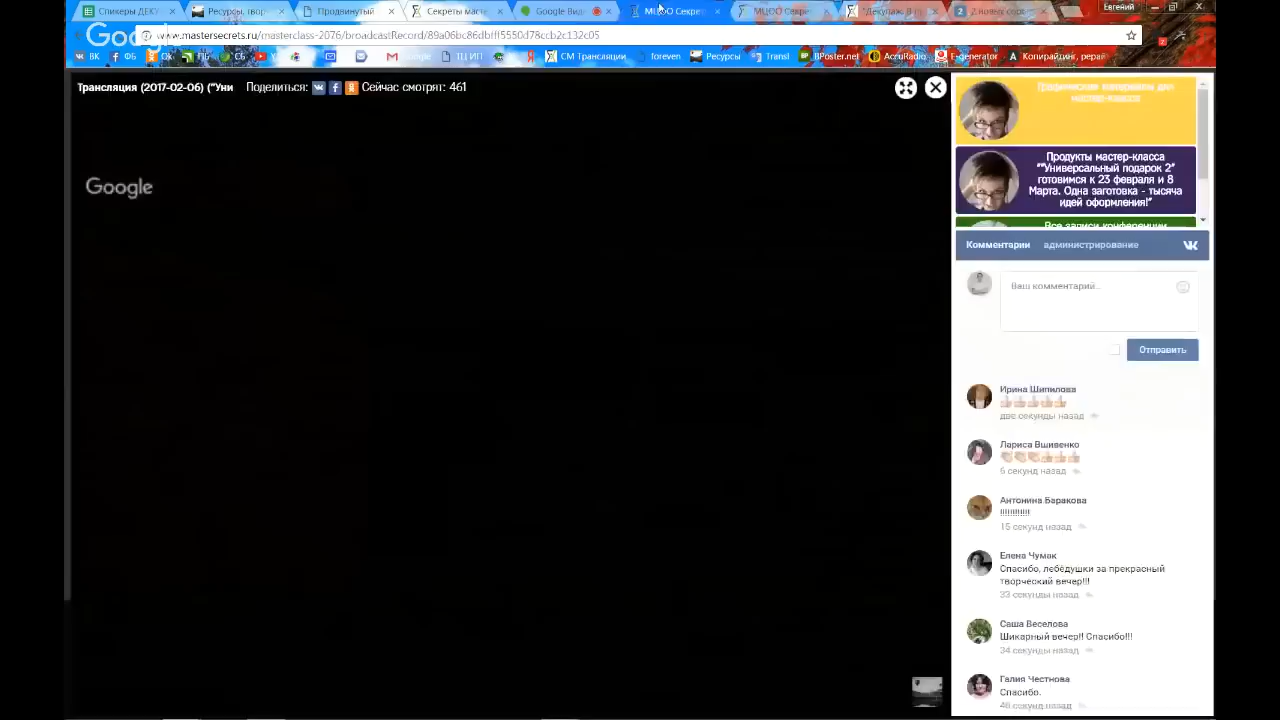 Спикеры ДЕКУ
Ресурсы, творч
Продвинутый
Секреты масте
Google Виде
МЦОО Секре
МЦОО Секре
"Декупаж. В
Евгений
www.mastersecrets.ru/masterclass-2076/broadcastRecord/
ВК
ФБ
ОК
ПГ
СБ
ТЦ ИП
СМ Трансляции
foreven
Ресурсы
Transl
BPoster.net
AccuRadio
E-generator
Копирайтинг, рерай
Трансляция (2017-02-06) ("Уни
Поделиться:
Сейчас смотрят: 461
Google
Графические материалы для
мастер-класса
Продукты мастер-класса
""Универсальный подарок 2"
готовимся к 23 февраля и 8
Марта. Одна заготовка - тысяча
идей оформления!"
Все записи конференции
Комментарии
администрирование
Ваш комментарий...
Отправить
Ирина Шипилова
две секунды назад
Лариса Вшивенко
6 секунд назад
Антонина Баракова
!!!!!!!!!!!!
15 секунд назад
Елена Чумак
Спасибо, лебёдушки за прекрасный
творческий вечер!!!
33 секунды назад
Саша Веселова
Шикарный вечер!! Спасибо!!!
34 секунды назад
Галия Честнова
Спасибо.
46 секунд назад